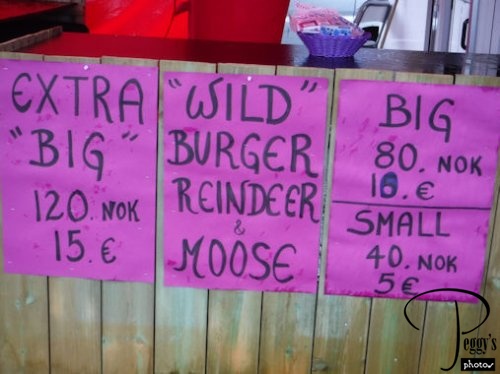 EXTRA
"BIG"
120. NOK
15. €
"WILD"
BURGER
REINDEER
&
MOOSE
BIG
80. NOK
10. €
SMALL
40. NOK
5 €
Peggy's
photos